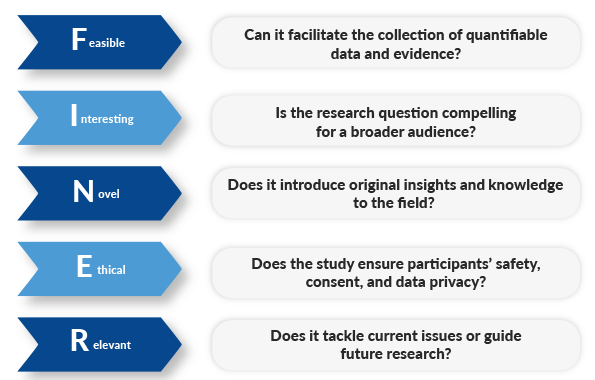 Feasible
Can it facilitate the collection of quantifiable
data and evidence?
Interesting
Is the research question compelling
for a broader audience?
Novel
Does it introduce original insights and knowledge
to the field?
Ethical
Does the study ensure participants’ safety,
consent, and data privacy?
Relevant
Does it tackle current issues or guide
future research?